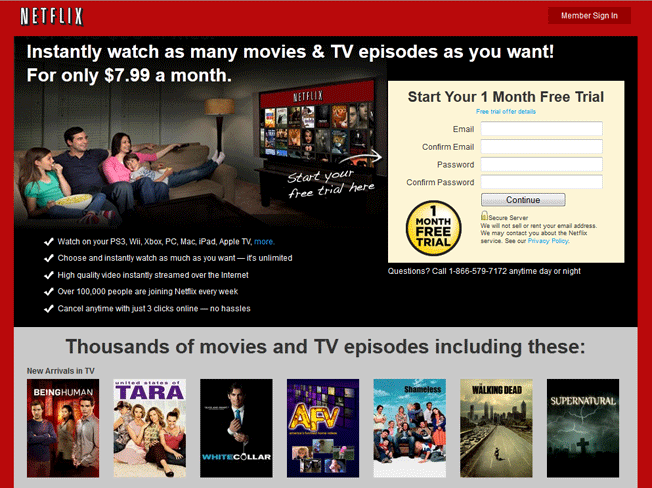 NETFLIX
Member Sign In
Instantly watch as many movies & TV episodes as you want!
For only $7.99 a month.
NETFLIX
Start your
free trial here
Start Your 1 Month Free Trial
Free trial offer details
Email
Confirm Email
Password
Confirm Password
Continue
1
MONTH
FREE
TRIAL
Secure Server
We will not sell or rent your email address.
We may contact you about the Netflix
service. See our Privacy Policy.
Questions? Call 1-866-579-7172 anytime day or night
Watch on your PS3, Wii, Xbox, PC, Mac, iPad, Apple TV, more.
Choose and instantly watch as much as you want — it's unlimited
High quality video instantly streamed over the Internet
Over 100,000 people are joining Netflix every week
Cancel anytime with just 3 clicks online — no hassles
Thousands of movies and TV episodes including these:
New Arrivals in TV
BEING HUMAN
united states of
TARA
WHITE COLLAR
AFV
Shameless
THE WALKING DEAD
SUPERNATURAL